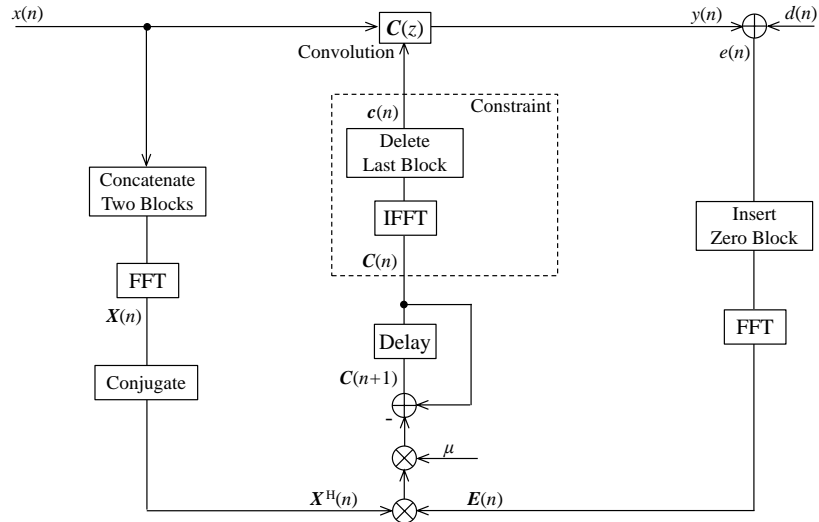 x(n)
C(z)
y(n)
d(n)
Convolution
e(n)
Constraint
c(n)
Delete
Last Block
Concatenate
Two Blocks
IFFT
Insert
Zero Block
C(n)
FFT
X(n)
FFT
Delay
Conjugate
C(n+1)
-
μ
X^H(n)
E(n)